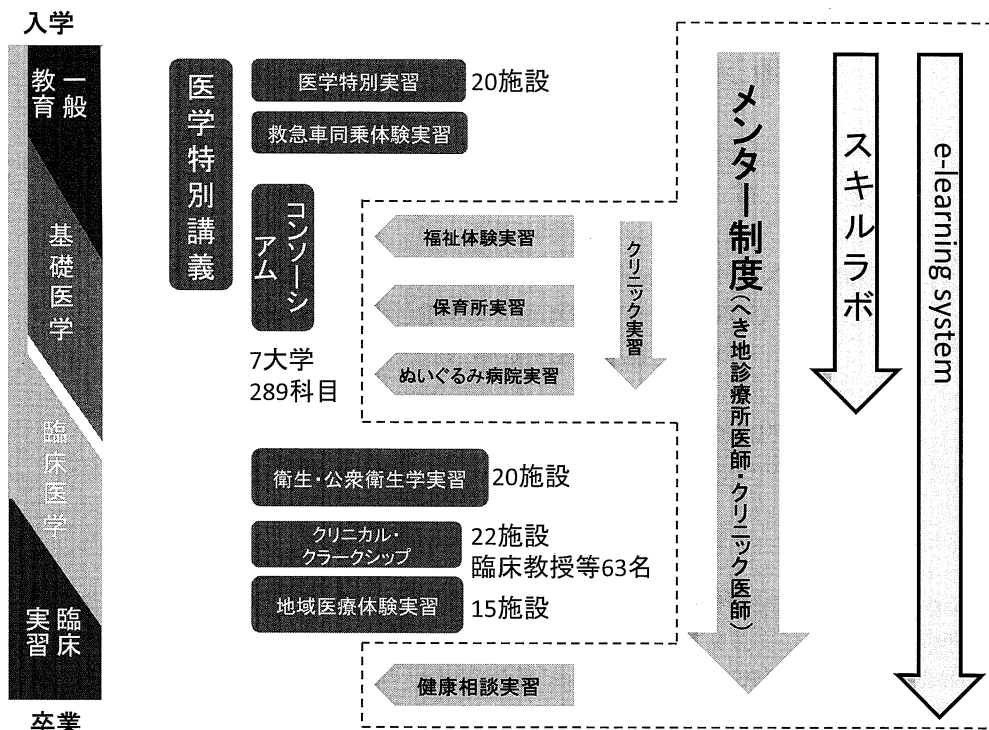 入学
一般
教育
基礎医学
臨床医学
臨床
実習
卒業
医学特別講義
医学特別実習
20施設
救急車同乗体験実習
コンソーシ
アム
7大学
289科目
福祉体験実習
保育所実習
ぬいぐるみ病院実習
クリニック実習
衛生・公衆衛生学実習
20施設
クリニカル・
クラークシップ
22施設
臨床教授等63名
地域医療体験実習
15施設
健康相談実習
メンター制度(へき地診療所医師・クリニック医師)
スキルラボ
e-learning system